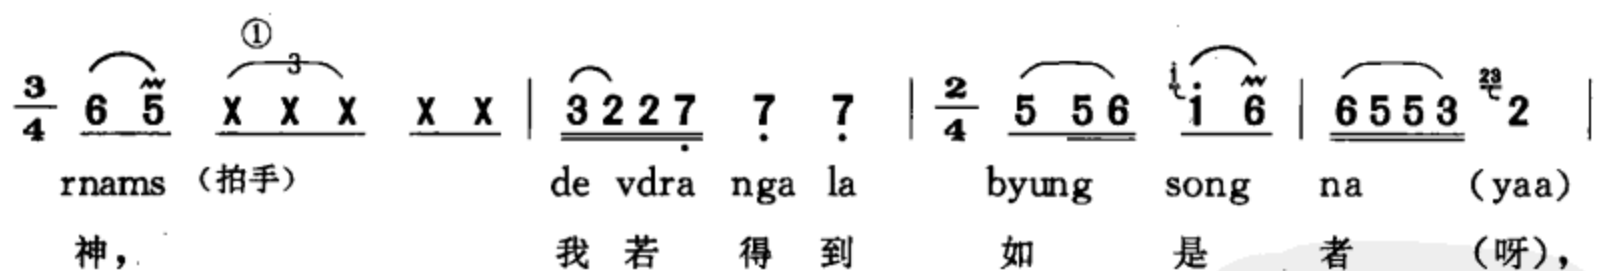 ①
3
3/4 6 5 X X X X X | 3 2 2 7 7 7 | 2/4 5 5 6 i 6 | 6 5 5 3 23 2 |
rnams (拍手) de vdra nga la byung song na (yaa)
神， 我 若 得 到 如 是 者 (呀)，